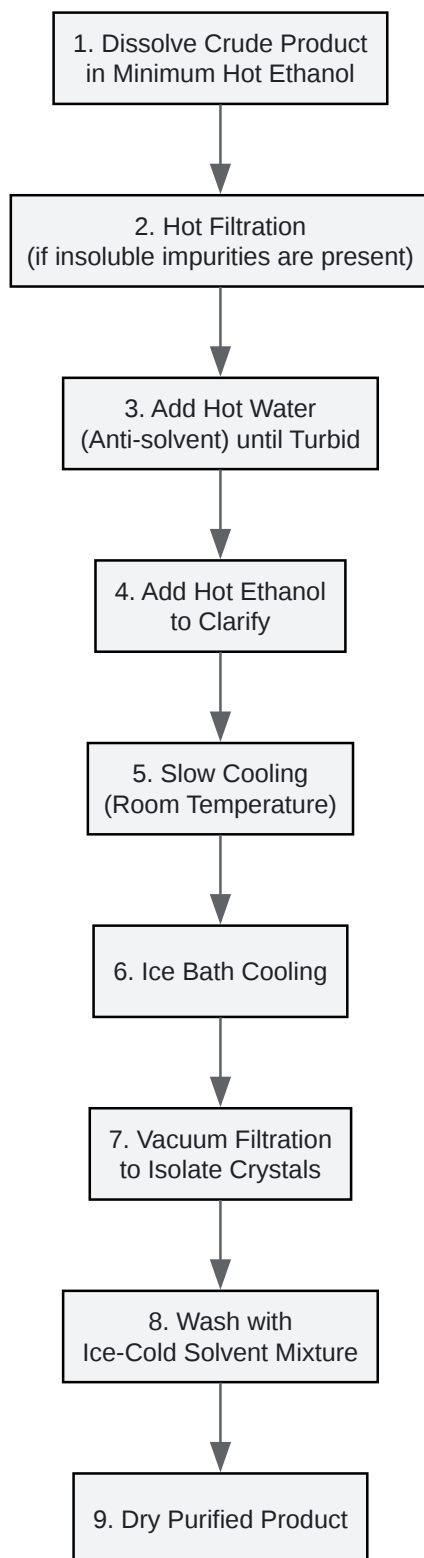 1. Dissolve Crude Product
in Minimum Hot Ethanol
2. Hot Filtration
(if insoluble impurities are present)
3. Add Hot Water
(Anti-solvent) until Turbid
4. Add Hot Ethanol
to Clarify
5. Slow Cooling
(Room Temperature)
6. Ice Bath Cooling
7. Vacuum Filtration
to Isolate Crystals
8. Wash with
Ice-Cold Solvent Mixture
9. Dry Purified Product